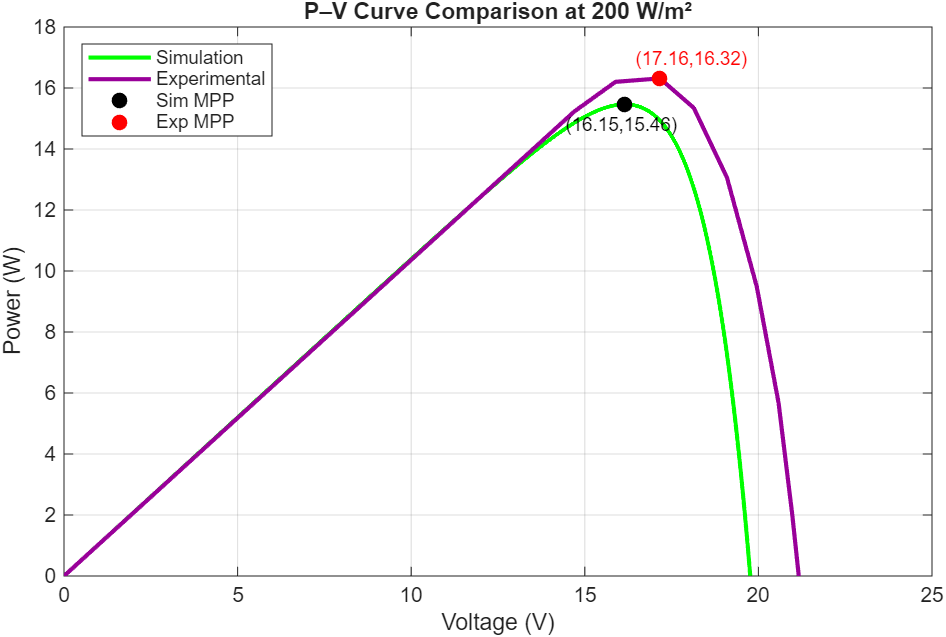 P–V Curve Comparison at 200 W/m²
Simulation
Experimental
Sim MPP
Exp MPP
(17.16,16.32)
(16.15,15.46)
Power (W)
18
16
14
12
10
8
6
4
2
0
0 5 10 15 20 25
Voltage (V)